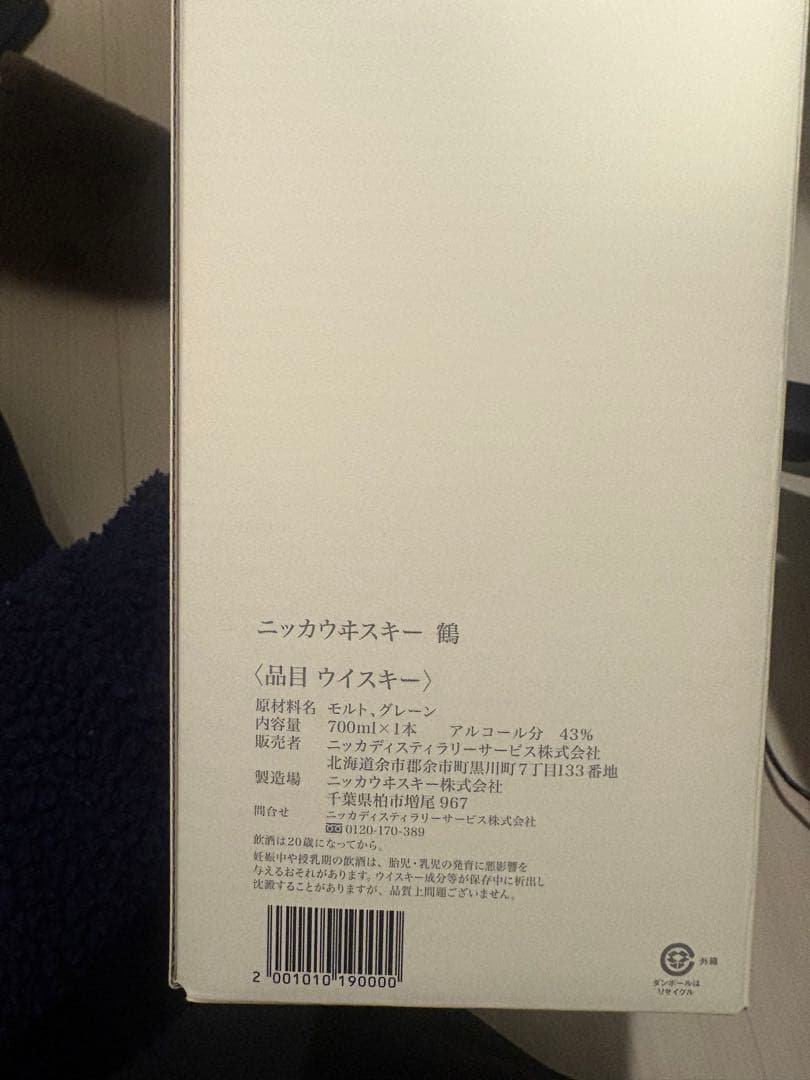 ニッカウヰスキー 鶴
〈品目 ウイスキー〉
原材料名 モルト、グレーン
内容量 700ml×1本 アルコール分 43%
販売者 ニッカディスティラリーサービス株式会社
北海道余市郡余市町黒川町7丁目133番地
製造場 ニッカウヰスキー株式会社
千葉県柏市増尾967
問合せ ニッカディスティラリーサービス株式会社
0120-170-389
飲酒は20歳になってから。
妊娠中や授乳期の飲酒は、胎児・乳児の発育に悪影響を
与えるおそれがあります。ウイスキー成分等が保存中に析出し
沈澱することがありますが、品質上問題ございません。
2 001010 190000
外箱
ダンボールは
リサイクル